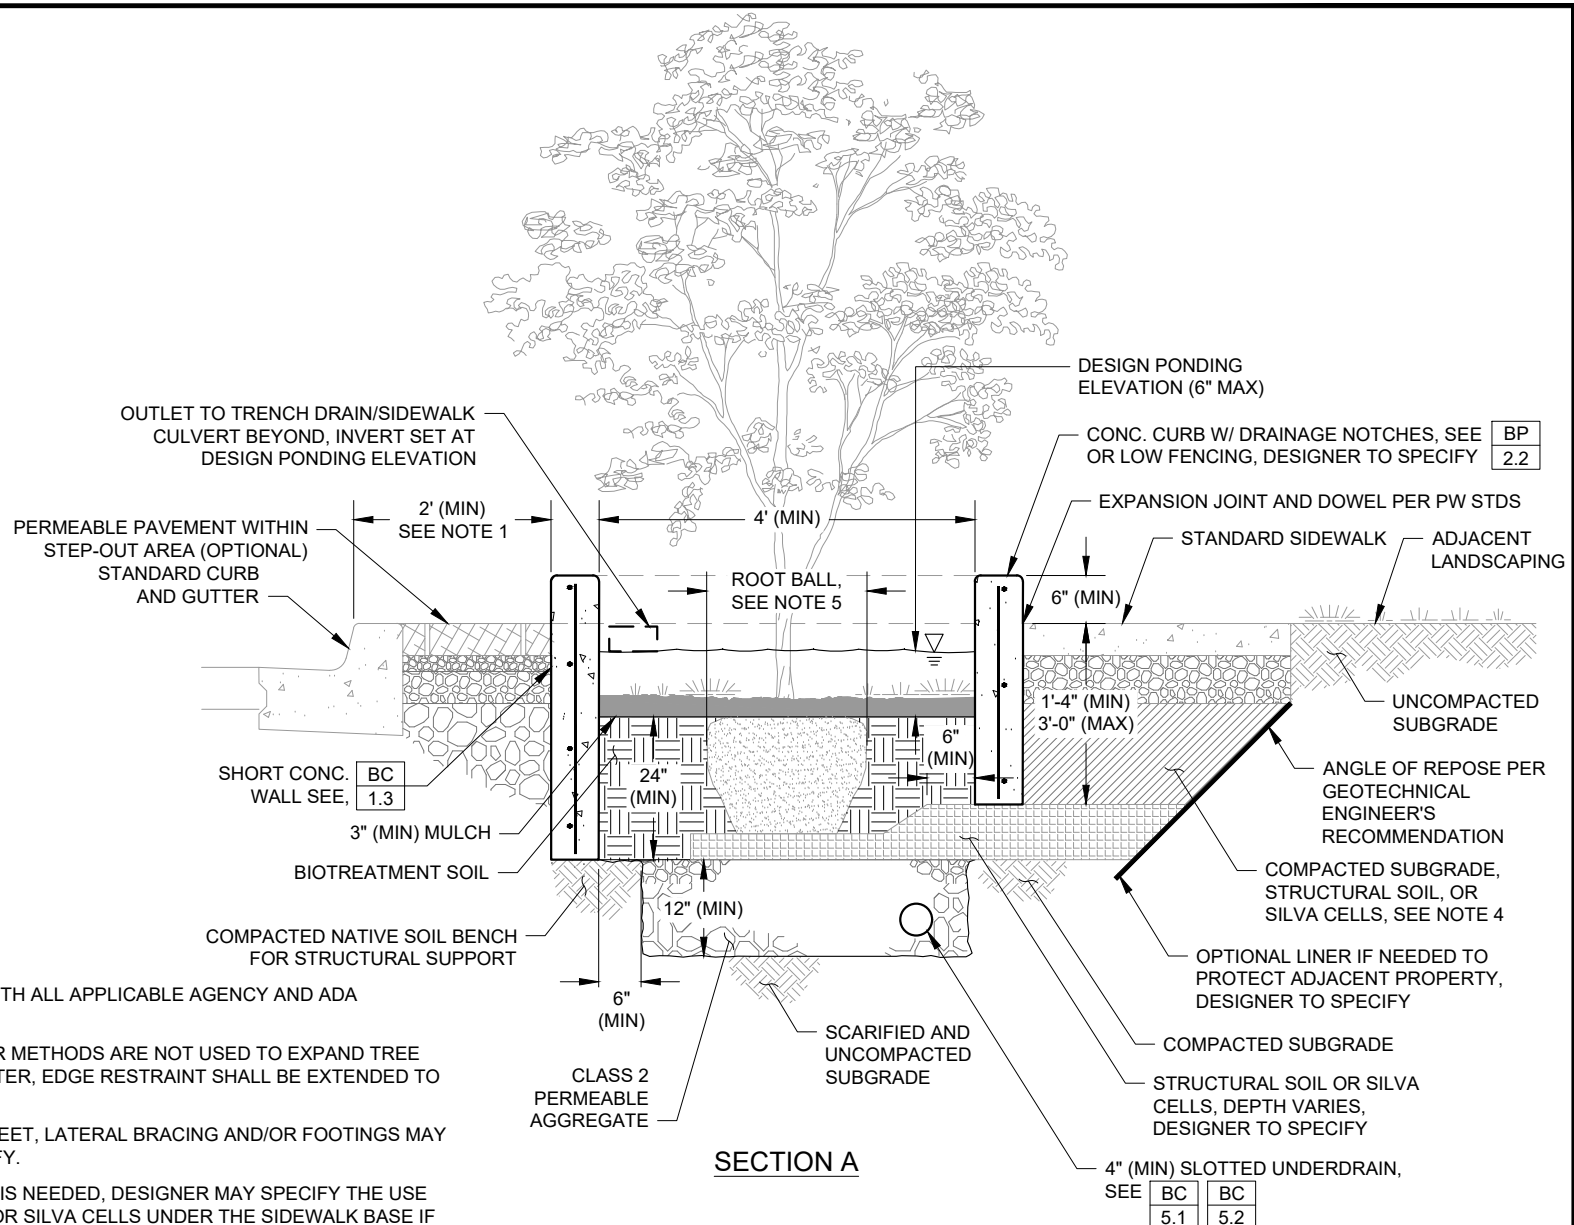 DESIGN PONDING
ELEVATION (6" MAX)
OUTLET TO TRENCH DRAIN/SIDEWALK
CULVERT BEYOND, INVERT SET AT
DESIGN PONDING ELEVATION
CONC. CURB W/ DRAINAGE NOTCHES, SEE
OR LOW FENCING, DESIGNER TO SPECIFY
BP
2.2
2' (MIN)
SEE NOTE 1
4' (MIN)
EXPANSION JOINT AND DOWEL PER PW STDS
PERMEABLE PAVEMENT WITHIN
STEP-OUT AREA (OPTIONAL)
STANDARD CURB
AND GUTTER
STANDARD SIDEWALK
ADJACENT
LANDSCAPING
ROOT BALL,
SEE NOTE 5
6" (MIN)
1'-4" (MIN)
3'-0" (MAX)
UNCOMPACTED
SUBGRADE
6"
(MIN)
24"
(MIN)
SHORT CONC.
WALL SEE,
BC
1.3
ANGLE OF REPOSE PER
GEOTECHNICAL
ENGINEER'S
RECOMMENDATION
3" (MIN) MULCH
BIOTREATMENT SOIL
COMPACTED SUBGRADE,
STRUCTURAL SOIL, OR
SILVA CELLS, SEE NOTE 4
12" (MIN)
COMPACTED NATIVE SOIL BENCH
FOR STRUCTURAL SUPPORT
OPTIONAL LINER IF NEEDED TO
PROTECT ADJACENT PROPERTY,
DESIGNER TO SPECIFY
6"
(MIN)
SCARIFIED AND
UNCOMPACTED
SUBGRADE
COMPACTED SUBGRADE
CLASS 2
PERMEABLE
AGGREGATE
STRUCTURAL SOIL OR SILVA
CELLS, DEPTH VARIES,
DESIGNER TO SPECIFY
SECTION A
4" (MIN) SLOTTED UNDERDRAIN,
SEE
BC
5.1
BC
5.2
TH ALL APPLICABLE AGENCY AND ADA
R METHODS ARE NOT USED TO EXPAND TREE
TER, EDGE RESTRAINT SHALL BE EXTENDED TO
EET, LATERAL BRACING AND/OR FOOTINGS MAY
FY.
IS NEEDED, DESIGNER MAY SPECIFY THE USE
OR SILVA CELLS UNDER THE SIDEWALK BASE IF